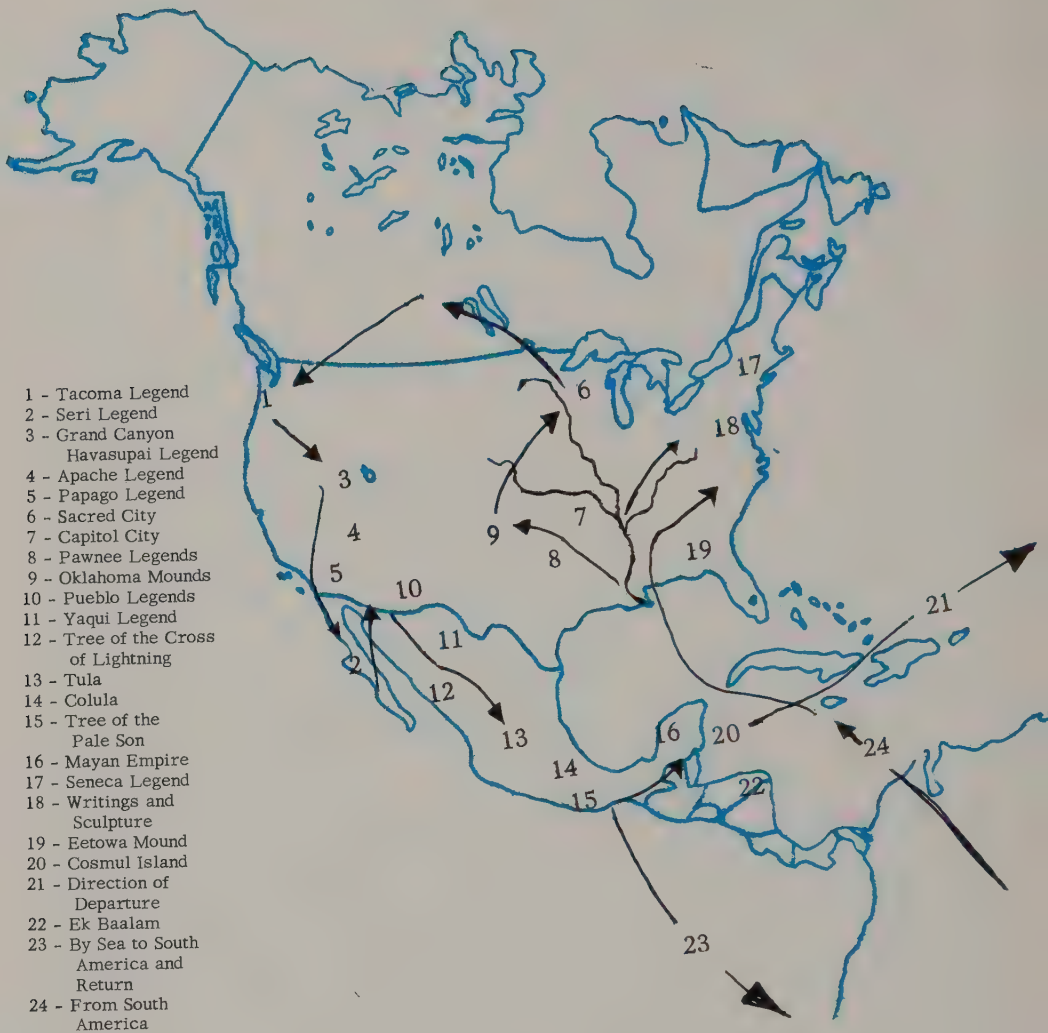 1 - Tacoma Legend
2 - Seri Legend
3 - Grand Canyon
Havasupai Legend
4 - Apache Legend
5 - Papago Legend
6 - Sacred City
7 - Capitol City
8 - Pawnee Legends
9 - Oklahoma Mounds
10 - Pueblo Legends
11 - Yaqui Legend
12 - Tree of the Cross
of Lightning
13 - Tula
14 - Colula
15 - Tree of the
Pale Son
16 - Mayan Empire
17 - Seneca Legend
18 - Writings and
Sculpture
19 - Eetowa Mound
20 - Cosmul Island
21 - Direction of
Departure
22 - Ek Baalam
23 - By Sea to South
America and
Return
24 - From South
America
17
6
1
18
3
7
9
4
8
19
5
10
21
11
2
12
13
16
20
24
14
22
15
23